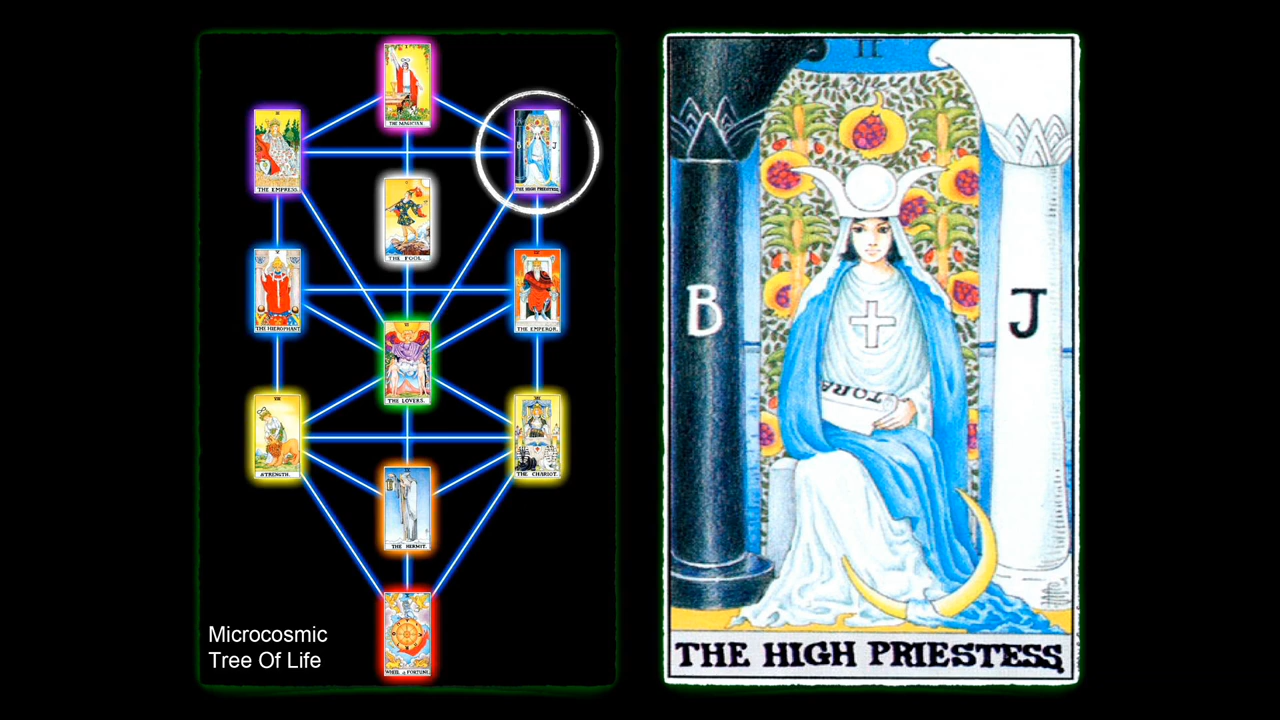 THE MAGICIAN.
THE EMPRESS.
B J
THE HIGH PRIESTESS
THE FOOL.
THE HIEROPHANT
THE EMPEROR.
VI
THE LOVERS.
STRENGTH.
THE CHARIOT.
THE HERMIT.
WHEEL of FORTUNE.
Microcosmic
Tree Of Life
II
B J
TORA
THE HIGH PRIESTESS